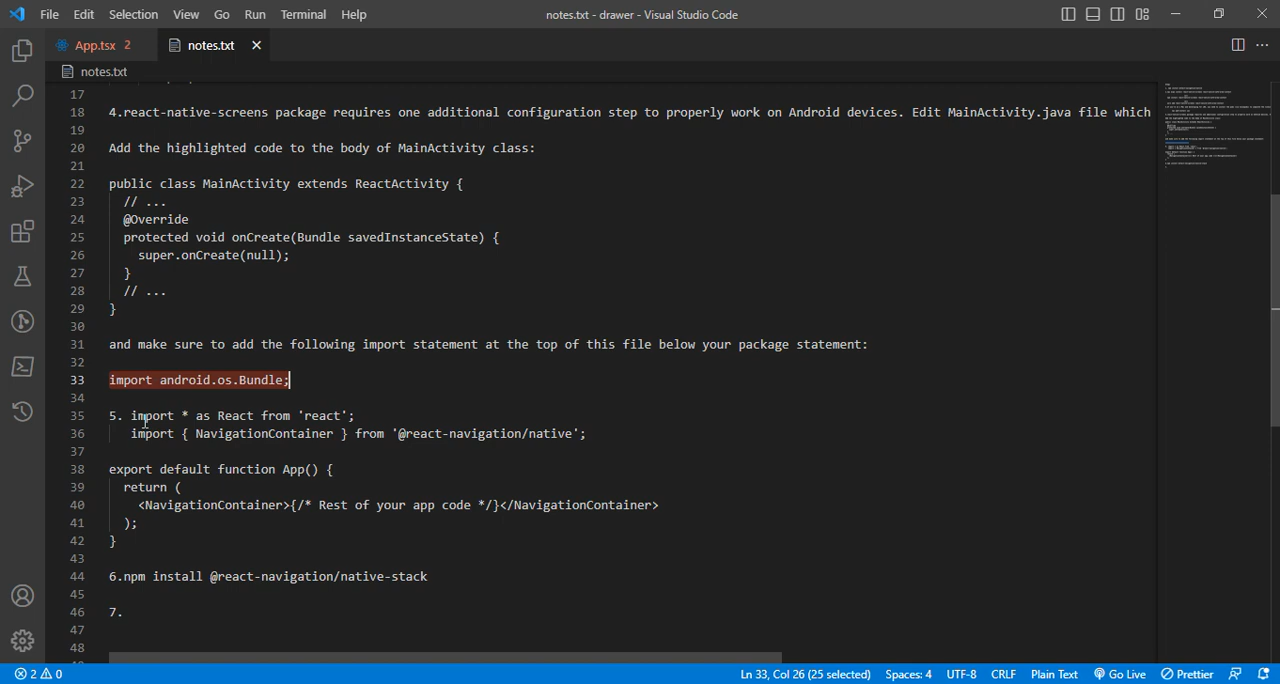 File Edit Selection View Go Run Terminal Help
notes.txt - drawer - Visual Studio Code
App.tsx 2
notes.txt
notes.txt
17
18 4.react-native-screens package requires one additional configuration step to properly work on Android devices. Edit MainActivity.java file which
19
20 Add the highlighted code to the body of MainActivity class:
21
22 public class MainActivity extends ReactActivity {
23 // ...
24 @Override
25 protected void onCreate(Bundle savedInstanceState) {
26 super.onCreate(null);
27 }
28 // ...
29 }
30
31 and make sure to add the following import statement at the top of this file below your package statement:
32
33 import android.os.Bundle;
34
35 5. import * as React from 'react';
36 import { NavigationContainer } from '@react-navigation/native';
37
38 export default function App() {
39 return (
40 <NavigationContainer>{/* Rest of your app code */}</NavigationContainer>
41 );
42 }
43
44 6.npm install @react-navigation/native-stack
45
46 7.
47
48
2 0
Ln 33, Col 26 (25 selected) Spaces: 4 UTF-8 CRLF Plain Text Go Live Prettier